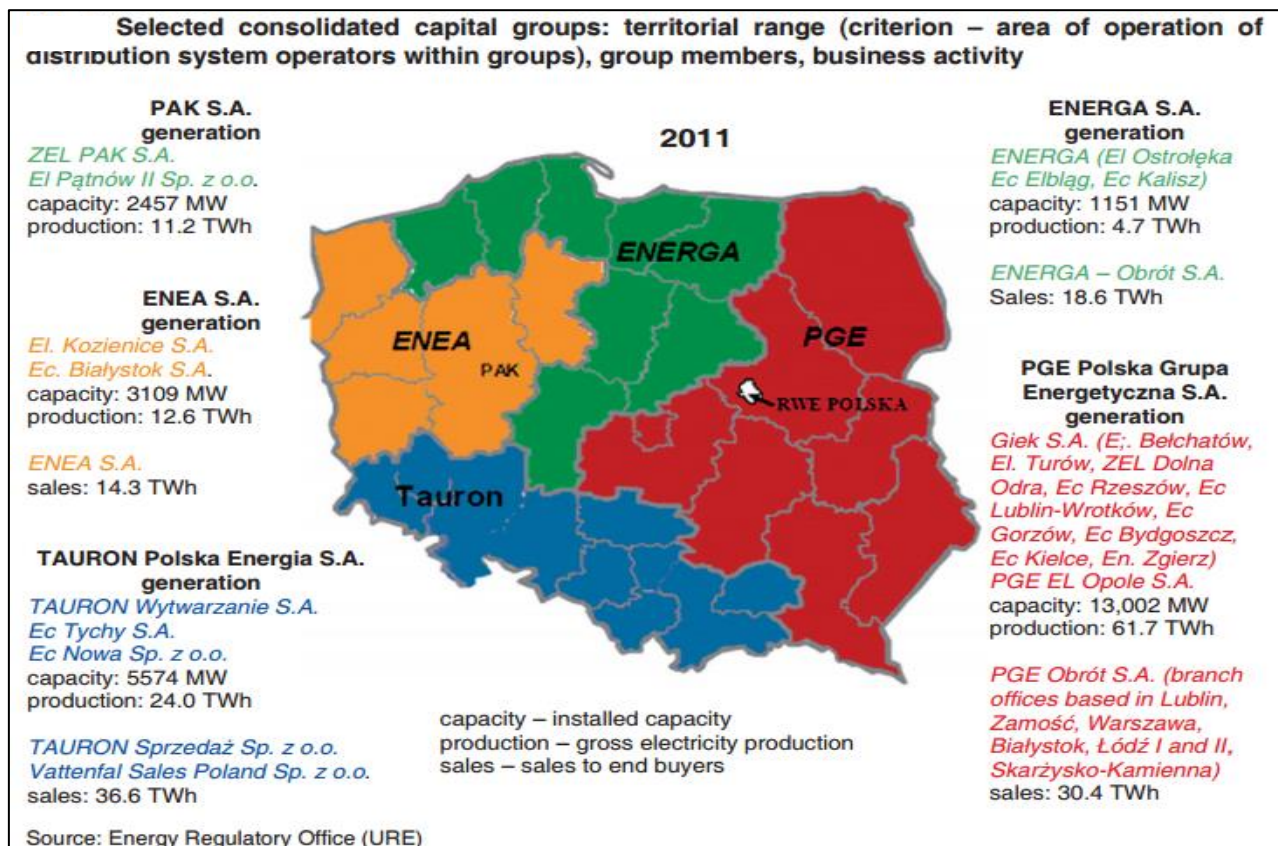 Selected consolidated capital groups: territorial range (criterion – area of operation of
distribution system operators within groups), group members, business activity
PAK S.A.
generation
ZEL PAK S.A.
El Pątnów II Sp. z o.o.
capacity: 2457 MW
production: 11.2 TWh
ENEA S.A.
generation
El. Kozienice S.A.
Ec. Białystok S.A.
capacity: 3109 MW
production: 12.6 TWh
ENEA S.A.
sales: 14.3 TWh
TAURON Polska Energia S.A.
generation
TAURON Wytwarzanie S.A.
Ec Tychy S.A.
Ec Nowa Sp. z o.o.
capacity: 5574 MW
production: 24.0 TWh
TAURON Sprzedaż Sp. z o.o.
Vattenfal Sales Poland Sp. z o.o.
sales: 36.6 TWh
2011
ENERGA
ENEA
PAK
PGE
RWE POLSKA
Tauron
capacity – installed capacity
production – gross electricity production
sales – sales to end buyers
ENERGA S.A.
generation
ENERGA (El Ostrołęka
Ec Elbląg, Ec Kalisz)
capacity: 1151 MW
production: 4.7 TWh
ENERGA – Obrót S.A.
Sales: 18.6 TWh
PGE Polska Grupa
Energetyczna S.A.
generation
Giek S.A. (E;. Bełchatów,
El. Turów, ZEL Dolna
Odra, Ec Rzeszów, Ec
Lublin-Wrotków, Ec
Gorzów, Ec Bydgoszcz,
Ec Kielce, En. Zgierz)
PGE EL Opole S.A.
capacity: 13,002 MW
production: 61.7 TWh
PGE Obrót S.A. (branch
offices based in Lublin,
Zamość, Warszawa,
Białystok, Łódź I and II,
Skarżysko-Kamienna)
sales: 30.4 TWh
Source: Energy Regulatory Office (URE)